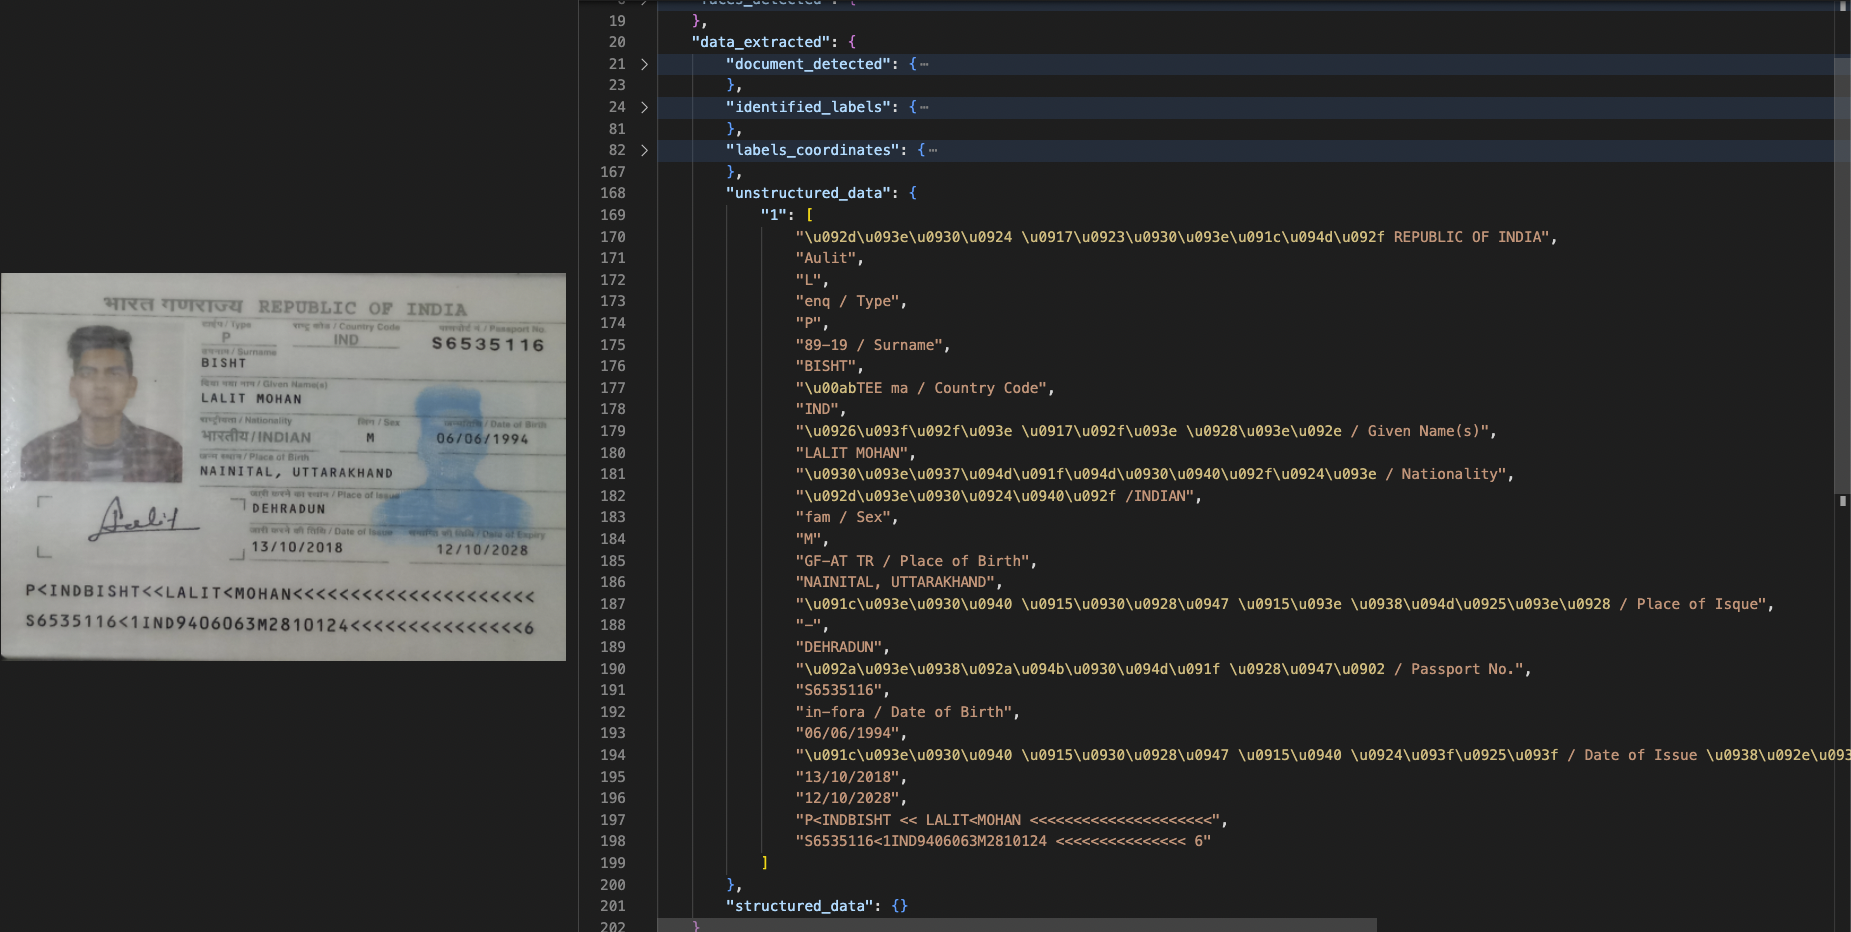 भारत गणराज्य REPUBLIC OF INDIA
टाईप / Type
राष्ट्र कोड / Country Code
पासपोर्ट नं / Passport No.
P
IND
S6535116
उपनाम / Surname
BISHT
दिया गया नाम / Given Name(s)
LALIT MOHAN
राष्ट्रीयता / Nationality
लिंग / Sex
जन्मतिथि / Date of Birth
भारतीय/INDIAN
M
06/06/1994
जन्म स्थान / Place of Birth
NAINITAL, UTTARAKHAND
जारी करने का स्थान / Place of Issue
DEHRADUN
जारी करने की तिथि / Date of Issue
समाप्ति की तिथि / Date of Expiry
13/10/2018
12/10/2028
P<INDBISHT<<LALIT<MOHAN<<<<<<<<<<<<<<<<<<<<<
S6535116<1IND9406063M2810124<<<<<<<<<<<<<<<6
19 },
20 "data_extracted": {
21 > "document_detected": {⋯
23 },
24 > "identified_labels": {⋯
81 },
82 > "labels_coordinates": {⋯
167 },
168 "unstructured_data": {
169 "1": [
170 "\u092d\u093e\u0930\u0924 \u0917\u0923\u0930\u093e\u091c\u094d\u092f REPUBLIC OF INDIA",
171 "Aulit",
172 "L",
173 "enq / Type",
174 "P",
175 "89-19 / Surname",
176 "BISHT",
177 "\u00abTEE ma / Country Code",
178 "IND",
179 "\u0926\u093f\u092f\u093e \u0917\u092f\u093e \u0928\u093e\u092e / Given Name(s)",
180 "LALIT MOHAN",
181 "\u0930\u093e\u0937\u094d\u091f\u094d\u0930\u0940\u092f\u0924\u093e / Nationality",
182 "\u092d\u093e\u0930\u0924\u0940\u092f /INDIAN",
183 "fam / Sex",
184 "M",
185 "GF-AT TR / Place of Birth",
186 "NAINITAL, UTTARAKHAND",
187 "\u091c\u093e\u0930\u0940 \u0915\u0930\u0928\u0947 \u0915\u093e \u0938\u094d\u0925\u093e\u0928 / Place of Isque",
188 "-",
189 "DEHRADUN",
190 "\u092a\u093e\u0938\u092a\u094b\u0930\u094d\u091f \u0928\u0947\u0902 / Passport No.",
191 "S6535116",
192 "in-fora / Date of Birth",
193 "06/06/1994",
194 "\u091c\u093e\u0930\u0940 \u0915\u0930\u0928\u0947 \u0915\u0940 \u0924\u093f\u0925\u093f / Date of Issue \u0938\u092e\u093
195 "13/10/2018",
196 "12/10/2028",
197 "P<INDBISHT << LALIT<MOHAN <<<<<<<<<<<<<<<<<<<<<",
198 "S6535116<1IND9406063M2810124 <<<<<<<<<<<<<<< 6"
199 ]
200 },
201 "structured_data": {}
202 }